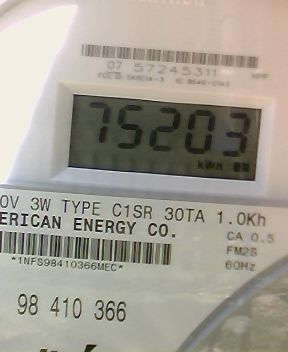 07 57245311
75203
kWh
0V 3W TYPE C1SR 30TA 1.0Kh
ERICAN ENERGY CO.
CA 0.5
FM2S
60Hz
*1NFS98410366MEC*
98 410 366